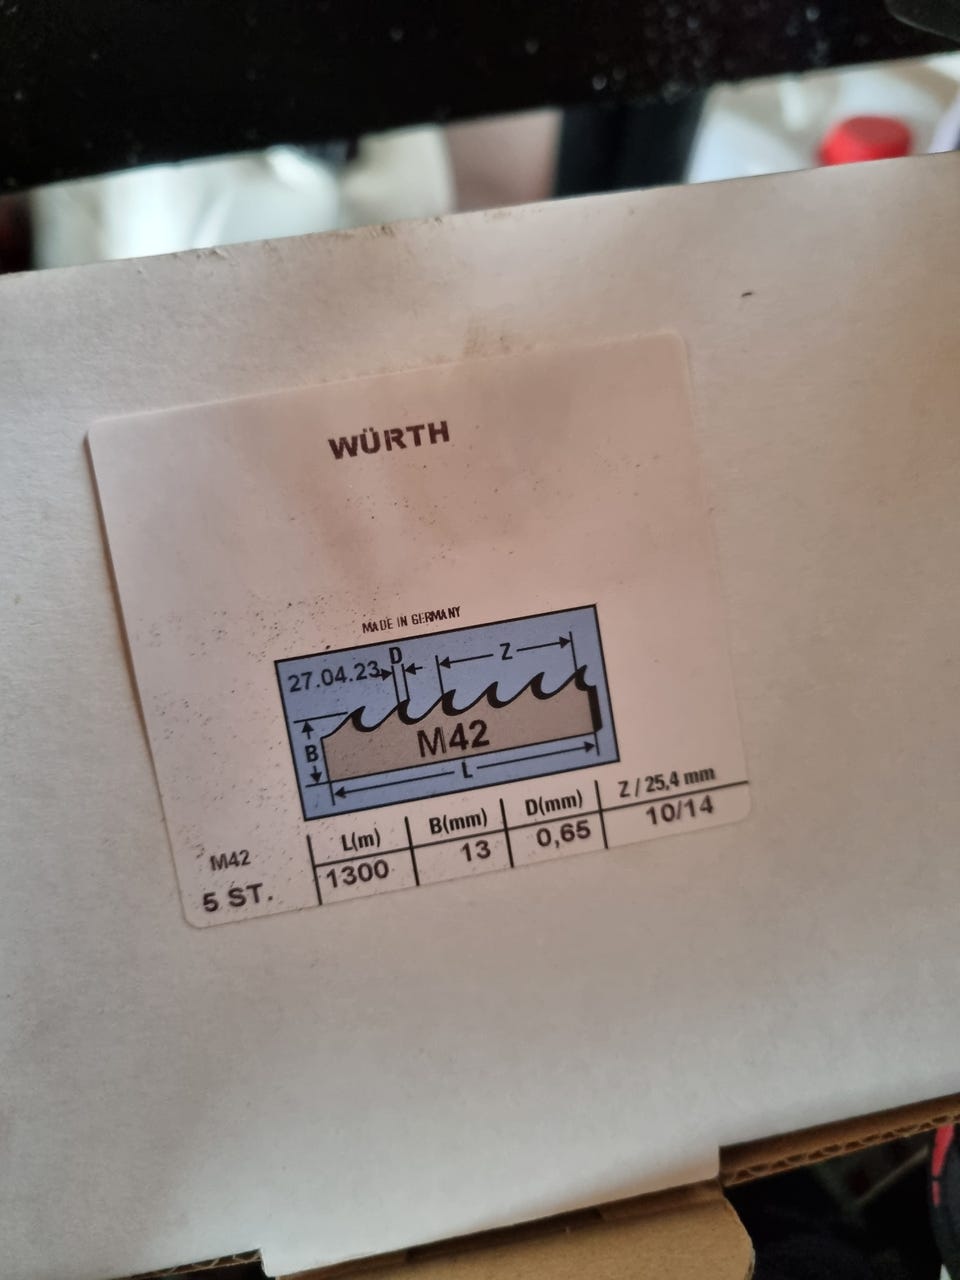 WÜRTH
MADE IN GERMANY
27.04.23 D Z
B M42
L
L(m) B(mm) D(mm) Z / 25,4 mm
M42 1300 13 0,65 10/14
5 ST.